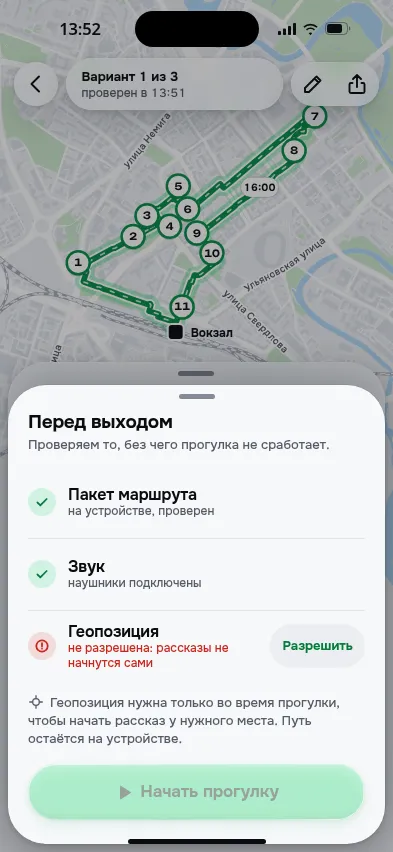 13:52
Вариант 1 из 3
проверен в 13:51
улица Немига
7
8
16:00
5
6
3
4
2
9
10
1
Ульяновская улица
улица Свердлова
11
Вокзал
ица
Перед выходом
Проверяем то, без чего прогулка не сработает.
Пакет маршрута
на устройстве, проверен
Звук
наушники подключены
Геопозиция
не разрешена: рассказы не
начнутся сами
Разрешить
Геопозиция нужна только во время прогулки,
чтобы начать рассказ у нужного места. Путь
остаётся на устройстве.
Начать прогулку